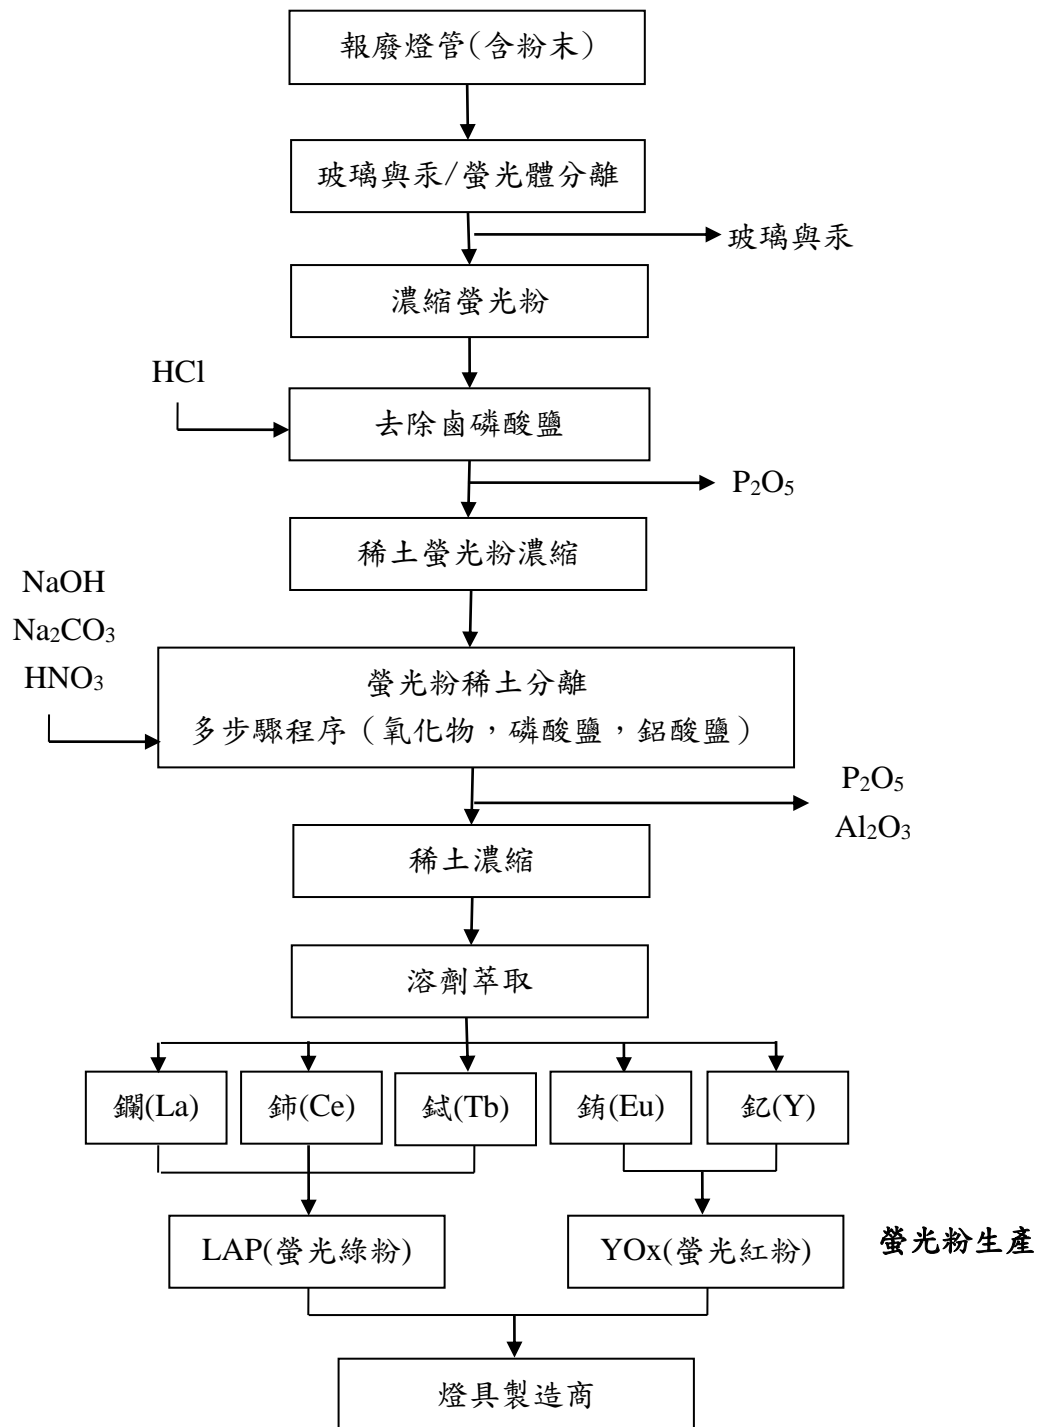 報廢燈管(含粉末)
玻璃與汞/螢光體分離
玻璃與汞
濃縮螢光粉
HCl
去除鹵磷酸鹽
P₂O₅
稀土螢光粉濃縮
NaOH
Na₂CO₃
HNO₃
螢光粉稀土分離
多步驟程序（氧化物，磷酸鹽，鋁酸鹽）
P₂O₅
Al₂O₃
稀土濃縮
溶劑萃取
鑭(La)
鈰(Ce)
鋱(Tb)
銪(Eu)
釔(Y)
LAP(螢光綠粉)
YOx(螢光紅粉)
螢光粉生產
燈具製造商